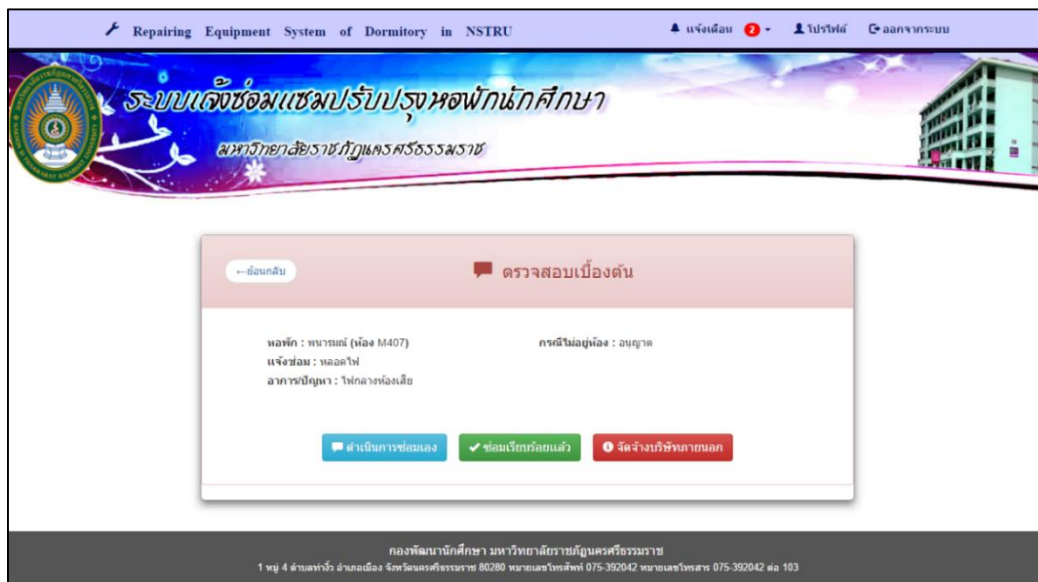 Repairing Equipment System of Dormitory in NSTRU
แจ้งเตือน 2
โปรไฟล์
ออกจากระบบ
ระบบแจ้งซ่อมแซมปรับปรุงหอพักนักศึกษา
มหาวิทยาลัยราชภัฏนครศรีธรรมราช
←ย้อนกลับ
ตรวจสอบเบื้องต้น
หอพัก : พนารมณ์ (ห้อง M407)
กรณีไม่อยู่ห้อง : อนุญาต
แจ้งซ่อม : หลอดไฟ
อาการ/ปัญหา : ไฟกลางห้องเสีย
ดำเนินการซ่อมเอง
ซ่อมเรียบร้อยแล้ว
จัดจ้างบริษัทภายนอก
กองพัฒนานักศึกษา มหาวิทยาลัยราชภัฏนครศรีธรรมราช
1 หมู่ 4 ตำบลท่างิ้ว อำเภอเมือง จังหวัดนครศรีธรรมราช 80280 หมายเลขโทรศัพท์ 075-392042 หมายเลขโทรสาร 075-392042 ต่อ 103